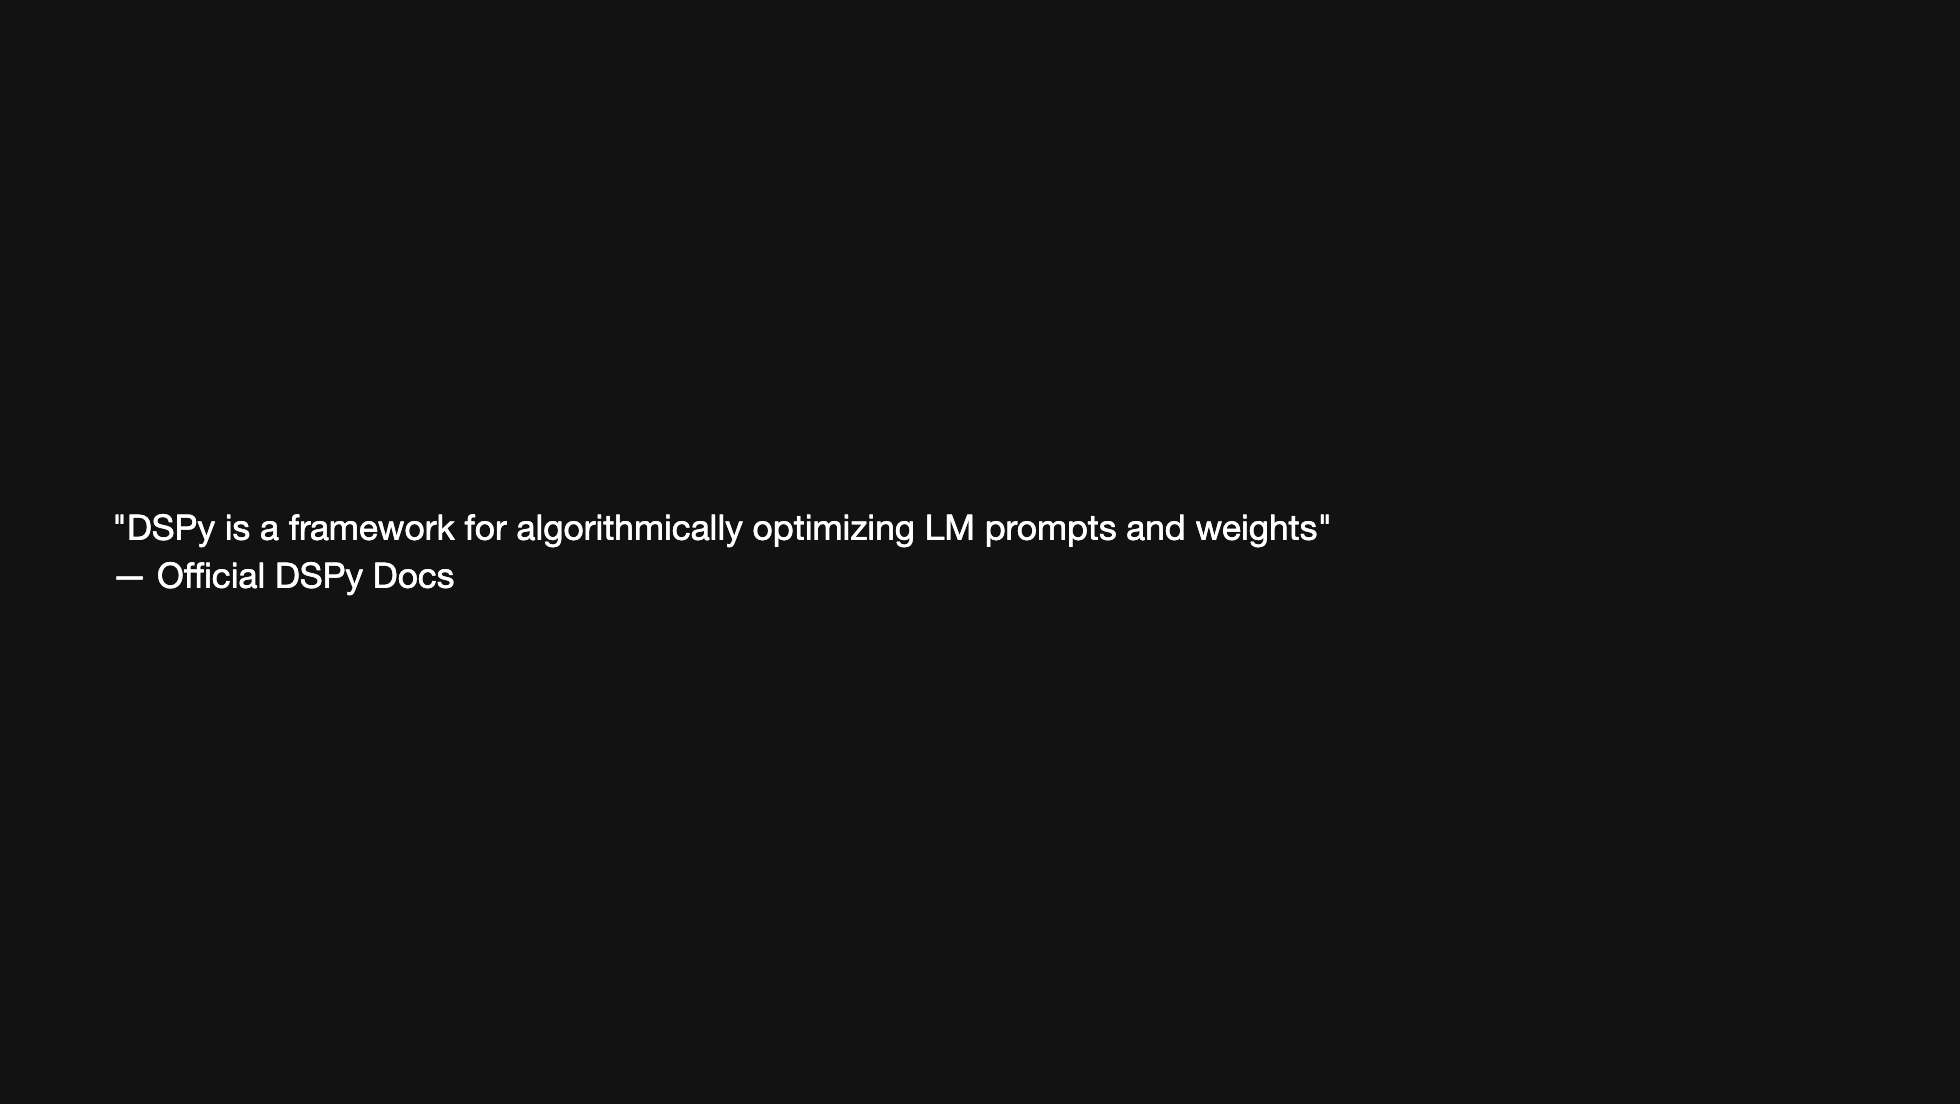 "DSPy is a framework for algorithmically optimizing LM prompts and weights"
— Official DSPy Docs